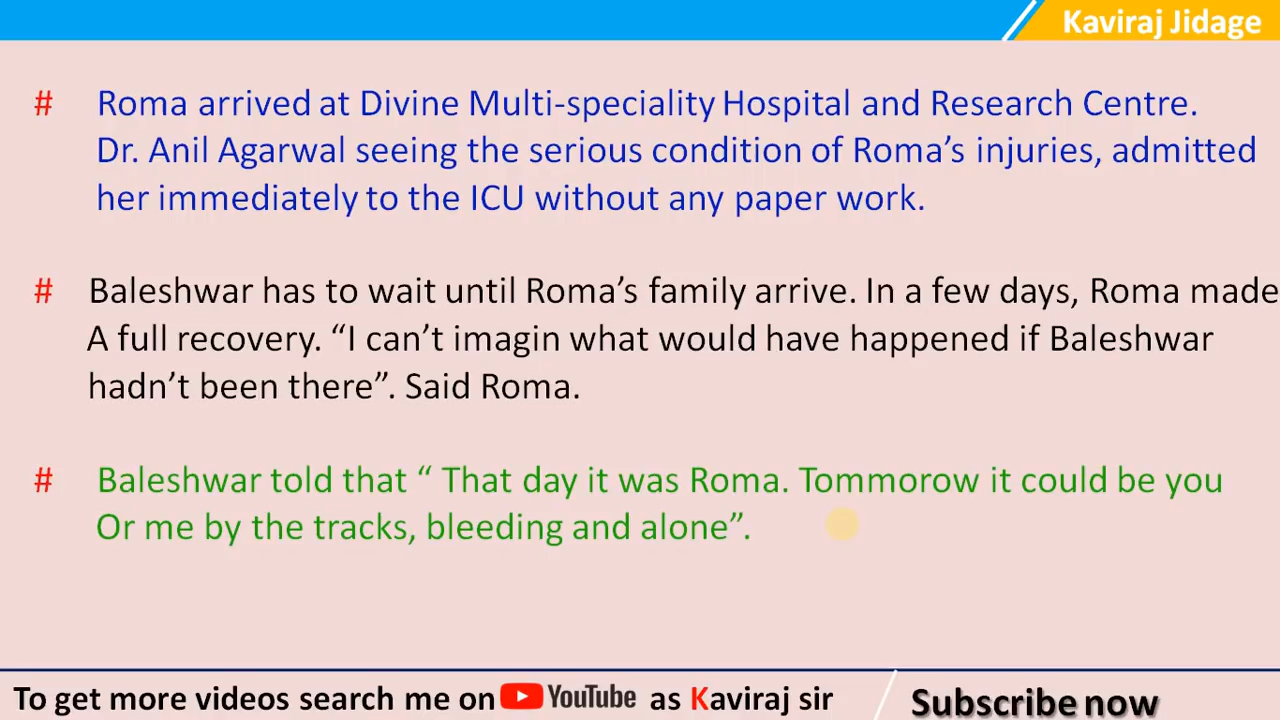 Kaviraj Jidage
# Roma arrived at Divine Multi-speciality Hospital and Research Centre.
Dr. Anil Agarwal seeing the serious condition of Roma’s injuries, admitted
her immediately to the ICU without any paper work.
# Baleshwar has to wait until Roma’s family arrive. In a few days, Roma made
A full recovery. “I can’t imagin what would have happened if Baleshwar
hadn’t been there”. Said Roma.
# Baleshwar told that “ That day it was Roma. Tommorow it could be you
Or me by the tracks, bleeding and alone”.
To get more videos search me on YouTube as Kaviraj sir
Subscribe now